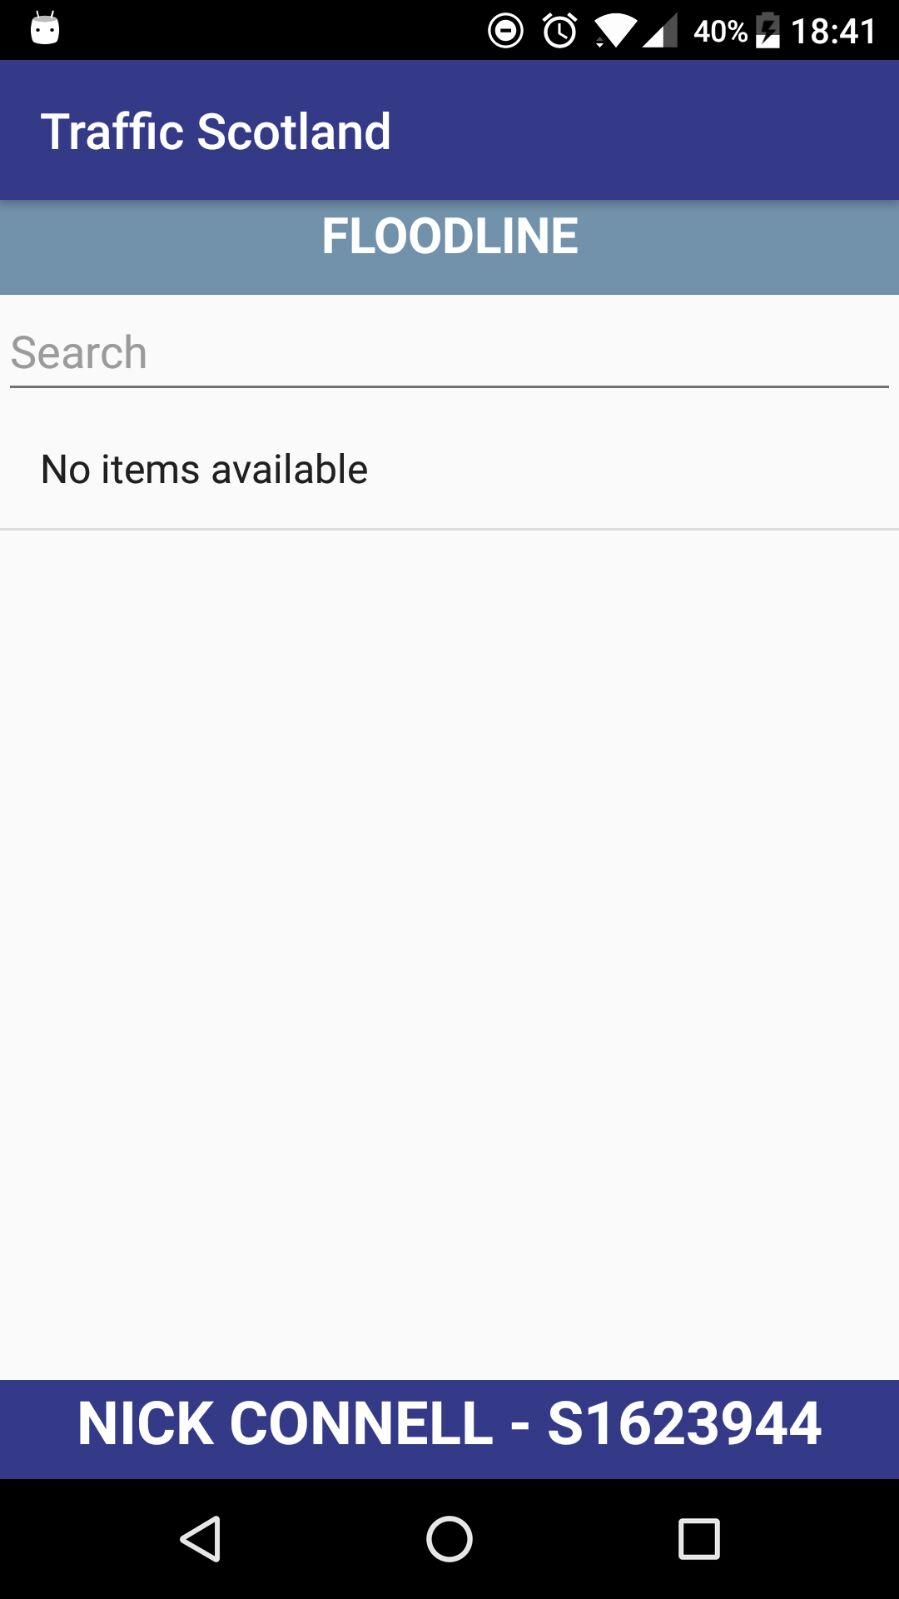 40% 18:41
Traffic Scotland
FLOODLINE
Search
No items available
NICK CONNELL - S1623944